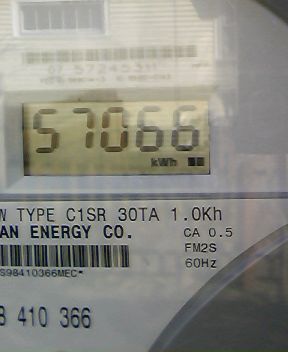 57066
kWh
W TYPE C1SR 30TA 1.0Kh
AN ENERGY CO.
CA 0.5
FM2S
60Hz
S98410366MEC*
8 410 366